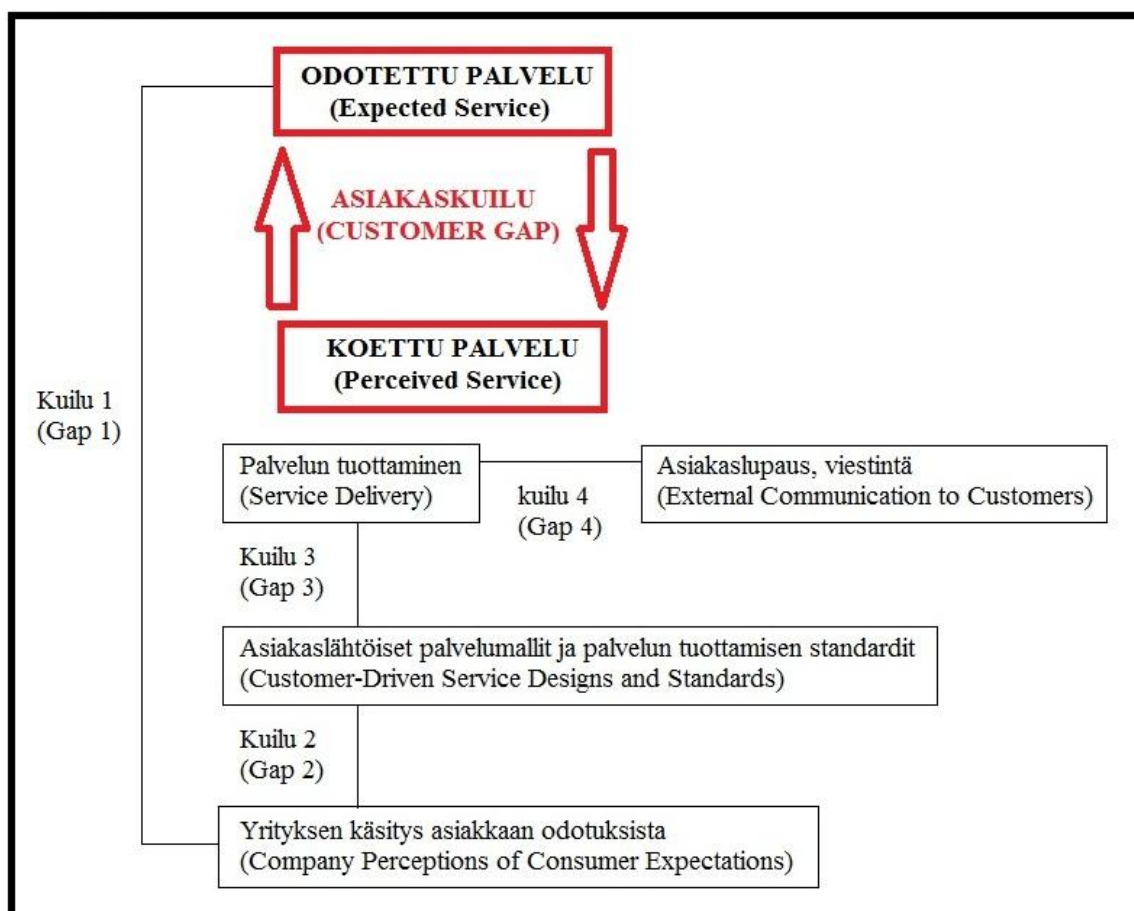 ODOTETTU PALVELU
(Expected Service)
ASIAKASKUILU
(CUSTOMER GAP)
KOETTU PALVELU
(Perceived Service)
Kuilu 1
(Gap 1)
Palvelun tuottaminen
(Service Delivery)
kuilu 4
(Gap 4)
Asiakaslupaus, viestintä
(External Communication to Customers)
Kuilu 3
(Gap 3)
Asiakaslähtöiset palvelumallit ja palvelun tuottamisen standardit
(Customer-Driven Service Designs and Standards)
Kuilu 2
(Gap 2)
Yrityksen käsitys asiakkaan odotuksista
(Company Perceptions of Consumer Expectations)